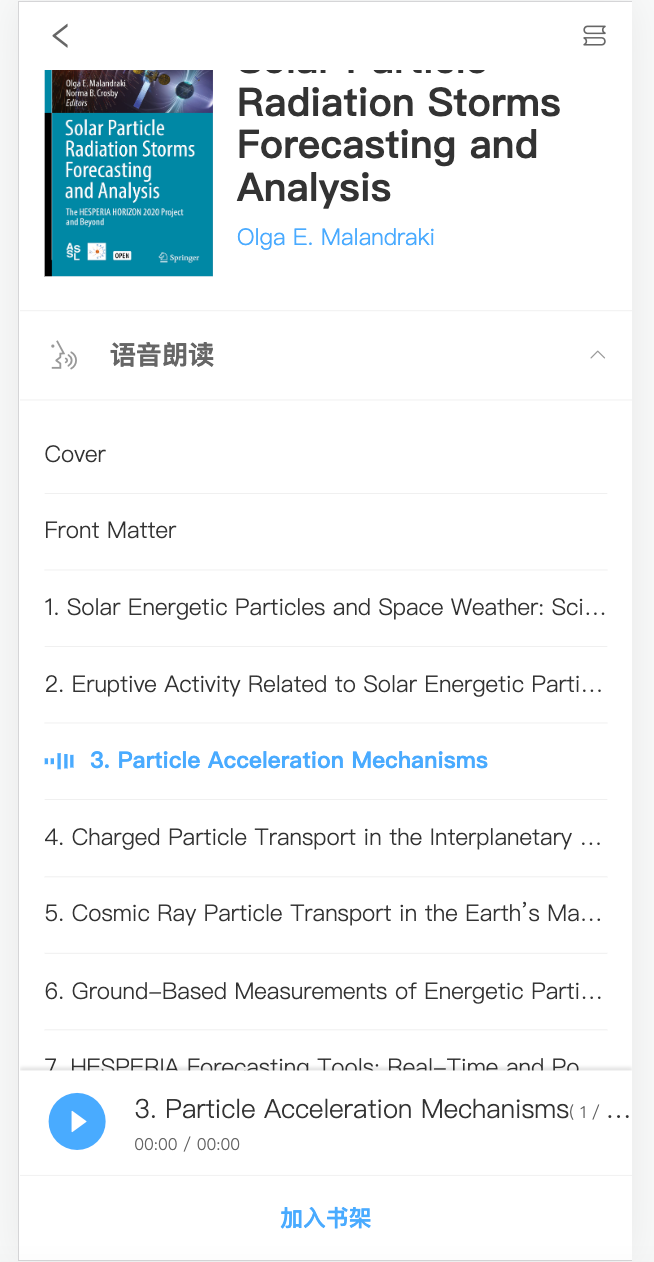 Solar Particle
Radiation Storms
Forecasting and
Analysis
Olga E. Malandraki
Olga E. Malandraki
Norma B. Crosby
Editors
Solar Particle
Radiation Storms
Forecasting
and Analysis
The HESPERIA HORIZON 2020 Project
and Beyond
AS
SL
OPEN
Springer
语音朗读
Cover
Front Matter
1. Solar Energetic Particles and Space Weather: Sci...
2. Eruptive Activity Related to Solar Energetic Parti...
3. Particle Acceleration Mechanisms
4. Charged Particle Transport in the Interplanetary ...
5. Cosmic Ray Particle Transport in the Earth's Ma...
6. Ground-Based Measurements of Energetic Parti...
7. HESPERIA Forecasting Tools: Real-Time and Po
3. Particle Acceleration Mechanisms( 1 / ...
00:00 / 00:00
加入书架